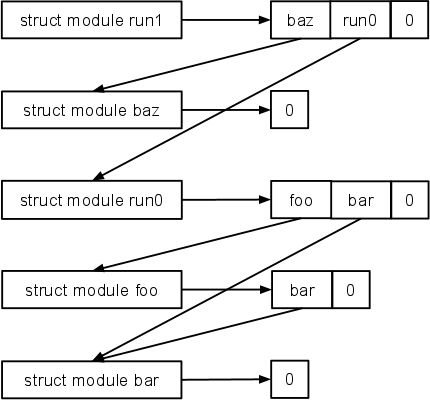 struct module run1 baz run0 0
struct module baz 0
struct module run0 foo bar 0
struct module foo bar 0
struct module bar 0